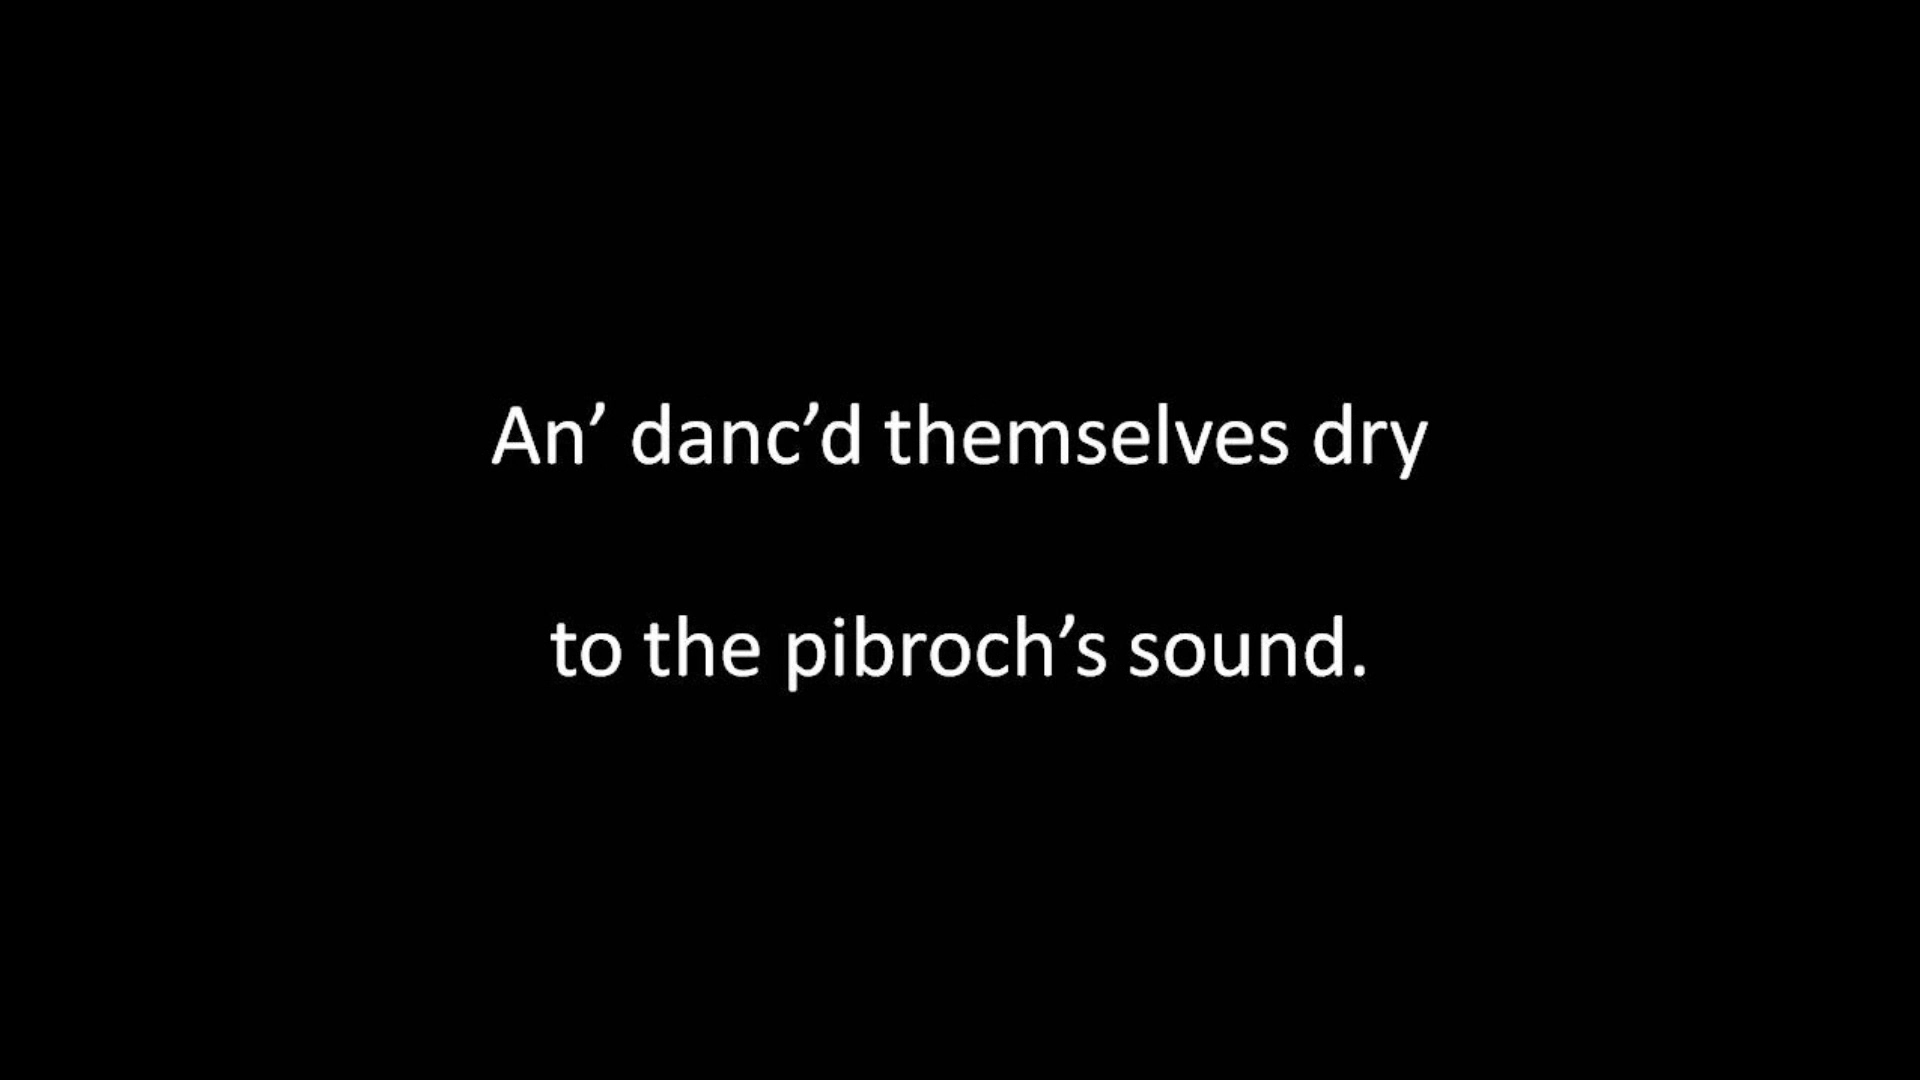 An’ danc’d themselves dry
to the pibroch’s sound.